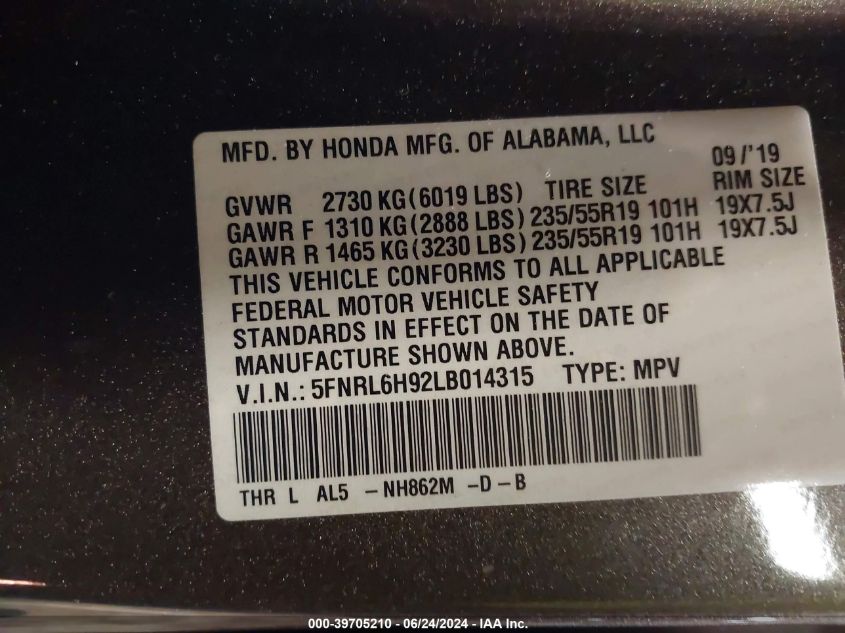 MFD. BY HONDA MFG. OF ALABAMA, LLC 09/'19
GVWR 2730 KG(6019 LBS) TIRE SIZE RIM SIZE
GAWR F 1310 KG(2888 LBS) 235/55R19 101H 19X7.5J
GAWR R 1465 KG(3230 LBS) 235/55R19 101H 19X7.5J
THIS VEHICLE CONFORMS TO ALL APPLICABLE
FEDERAL MOTOR VEHICLE SAFETY
STANDARDS IN EFFECT ON THE DATE OF
MANUFACTURE SHOWN ABOVE.
V.I.N.: 5FNRL6H92LB014315 TYPE: MPV
THR L AL5 -NH862M -D-B
000-39705210 - 06/24/2024 - IAA Inc.